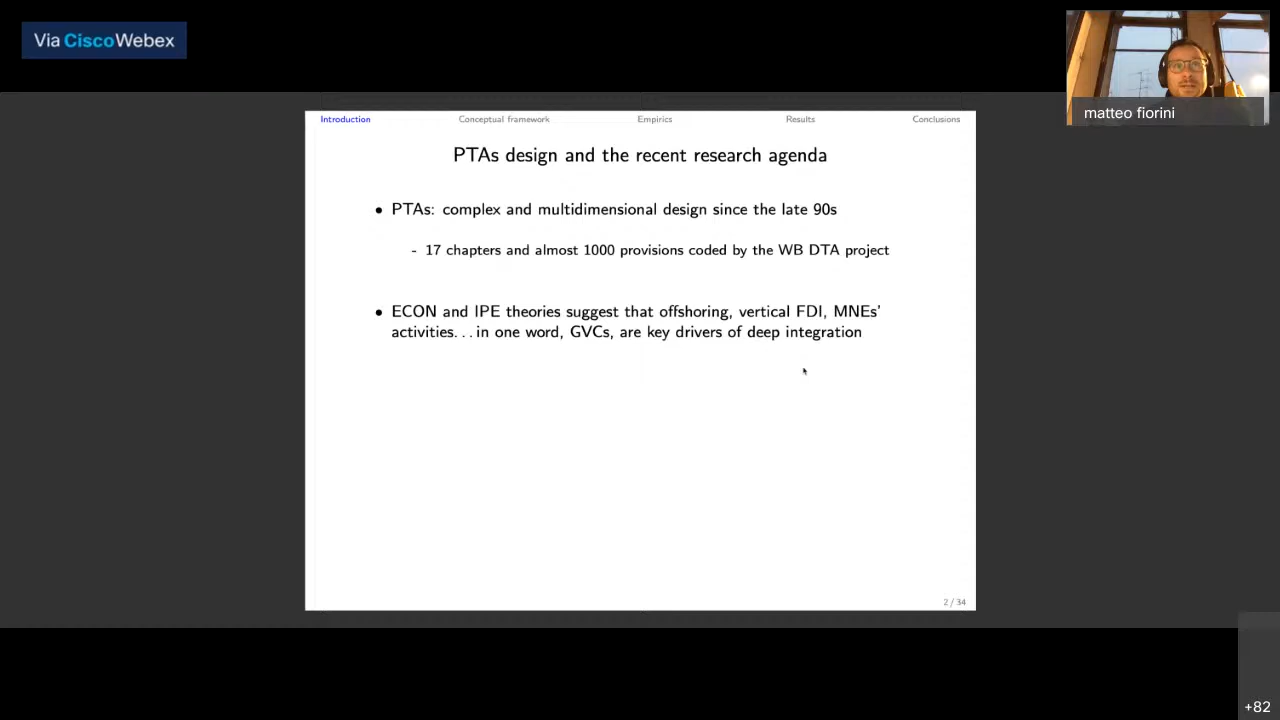 Via CiscoWebex
matteo fiorini
Introduction Conceptual framework Empirics Results Conclusions
PTAs design and the recent research agenda
• PTAs: complex and multidimensional design since the late 90s
- 17 chapters and almost 1000 provisions coded by the WB DTA project
• ECON and IPE theories suggest that offshoring, vertical FDI, MNEs'
activities...in one word, GVCs, are key drivers of deep integration
2 / 34
+82